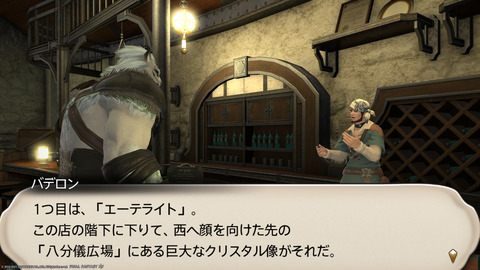 バデロン
1つ目は、「エーテライト」。
この店の階下に下りて、西へ顔を向けた先の
「八分儀広場」にある巨大なクリスタル像がそれだ。